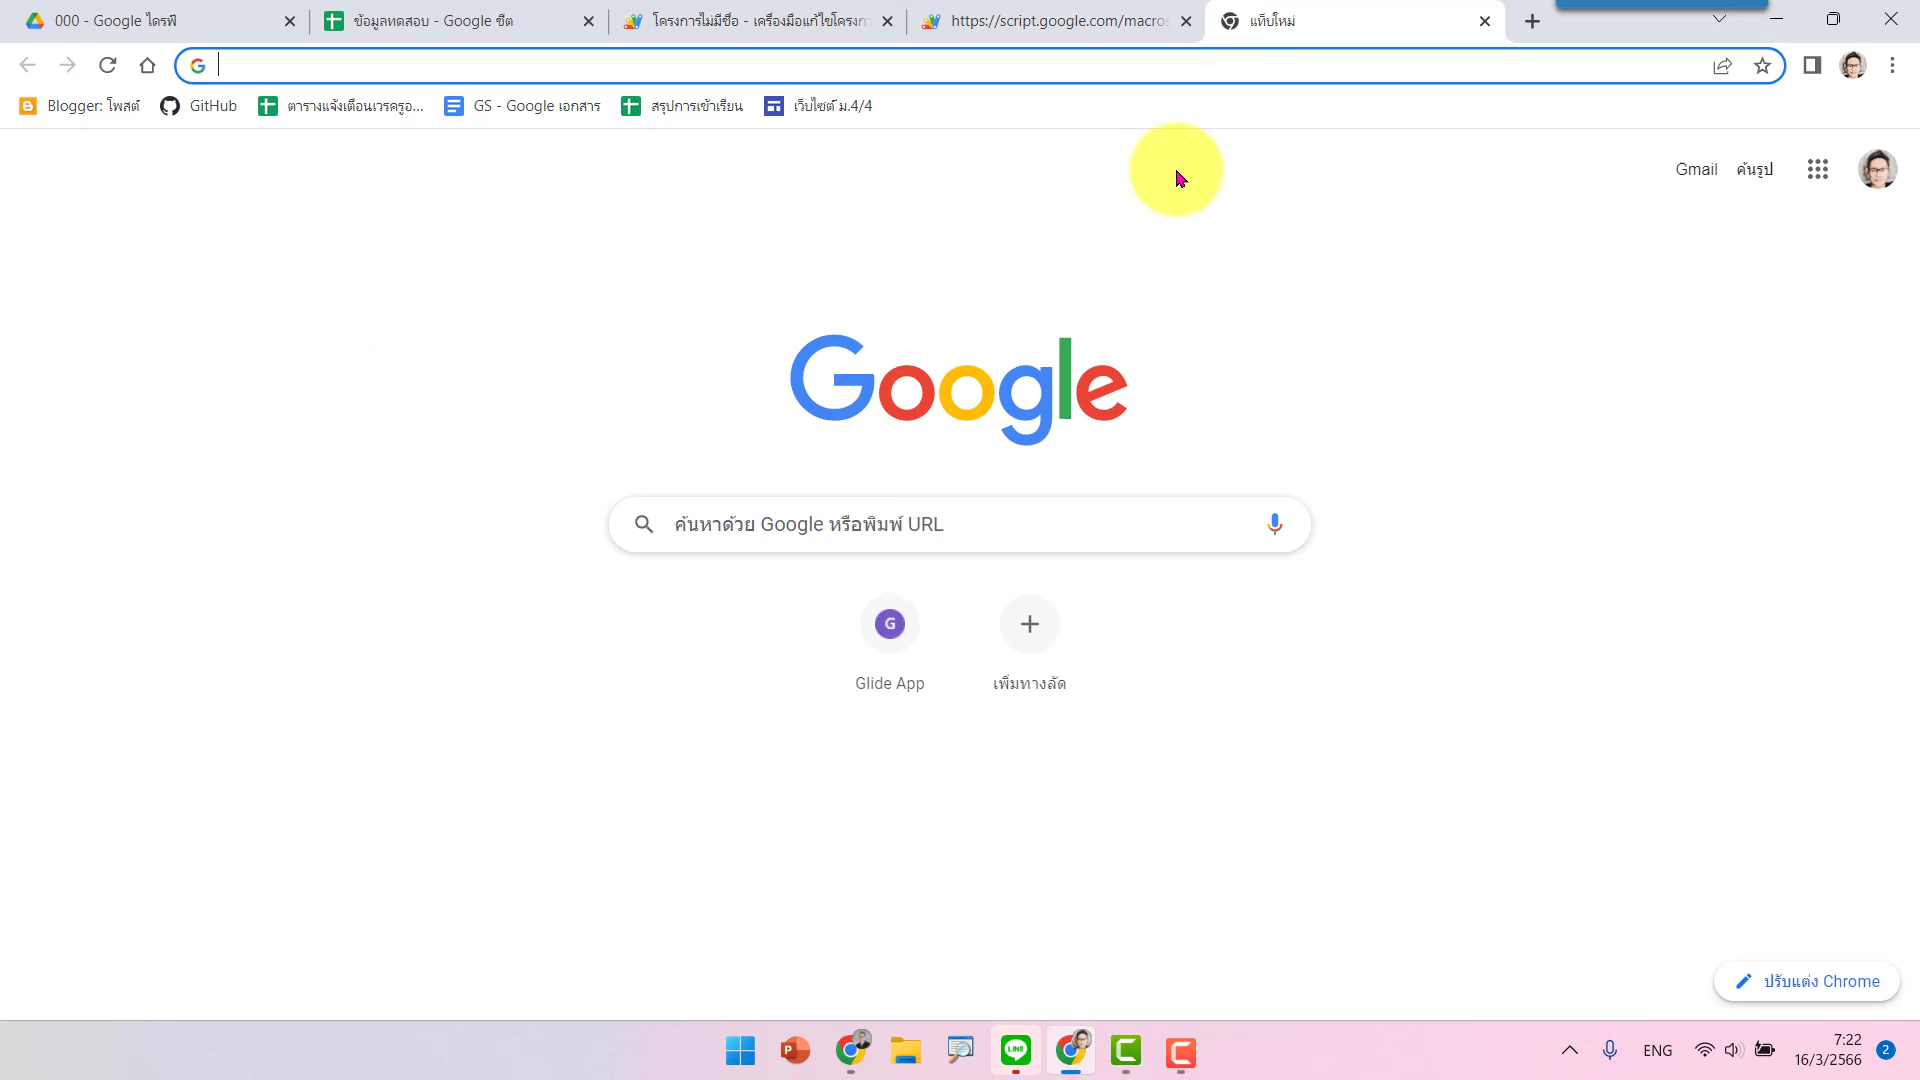 000 - Google ไดรฟ์
ข้อมูลทดสอบ - Google ชีต
โครงการไม่มีชื่อ - เครื่องมือแก้ไขโครงกา
https://script.google.com/macros
แท็บใหม่
Blogger: โพสต์
GitHub
ตารางแจ้งเตือนเวรครูอ...
GS - Google เอกสาร
สรุปการเข้าเรียน
เว็บไซต์ ม.4/4
Gmail
ค้นรูป
Google
ค้นหาด้วย Google หรือพิมพ์ URL
G
Glide App
เพิ่มทางลัด
ปรับแต่ง Chrome
LINE
ENG
7:22
16/3/2566
2